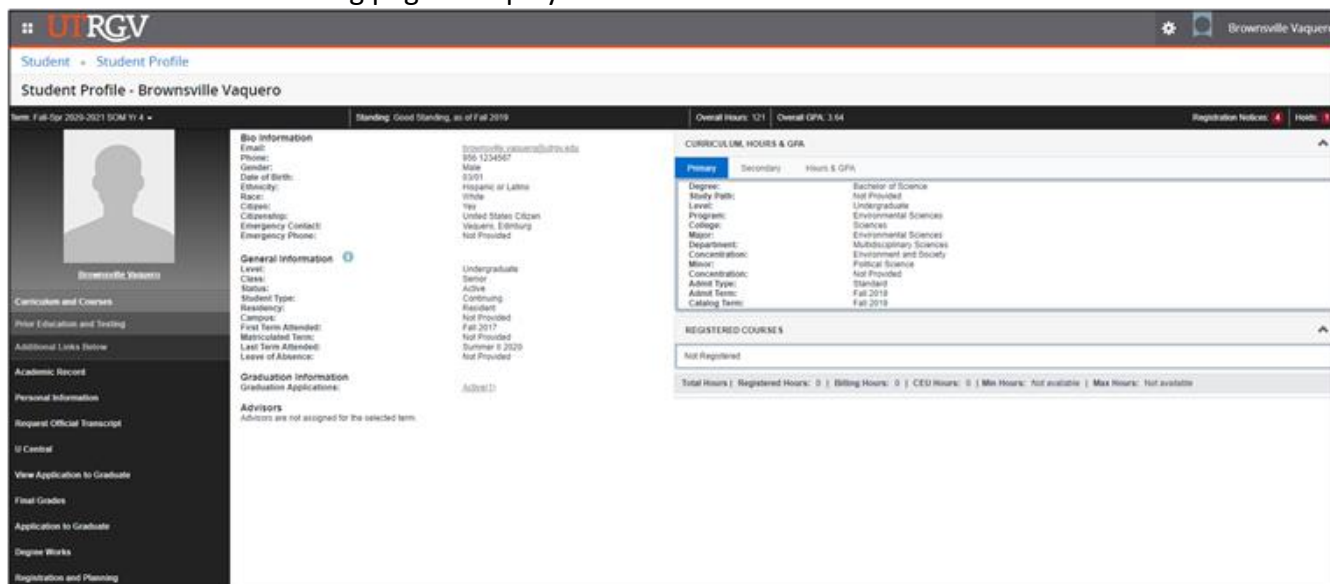 UTRGV
Brownsville Vaquero
Student • Student Profile
Student Profile - Brownsville Vaquero
Term: Fall-Spr 2020-2021 SOM Yr 4
Standing: Good Standing, as of Fall 2019
Overall Hours: 121
Overall GPA: 3.64
Registration Notices: 4
Holds: 1
Brownsville Vaquero
Curriculum and Courses
Prior Education and Testing
Additional Links Below
Academic Record
Personal Information
Request Official Transcript
U Central
View Application to Graduate
Final Grades
Application to Graduate
Degree Works
Registration and Planning
Bio Information
Email: brownsville.vaquero@utrgv.edu
Phone: 956 1234567
Gender: Male
Date of Birth: 03/01
Ethnicity: Hispanic or Latino
Race: White
Citizen: Yes
Citizenship: United States Citizen
Emergency Contact: Vaquero, Edinburg
Emergency Phone: Not Provided
General Information
Level: Undergraduate
Class: Senior
Status: Active
Student Type: Continuing
Residency: Resident
Campus: Not Provided
First Term Attended: Fall 2017
Matriculated Term: Not Provided
Last Term Attended: Summer II 2020
Leave of Absence: Not Provided
Graduation Information
Graduation Applications: Active(1)
Advisors
Advisors are not assigned for the selected term.
CURRICULUM, HOURS & GPA
Primary Secondary Hours & GPA
Degree: Bachelor of Science
Study Path: Not Provided
Level: Undergraduate
Program: Environmental Sciences
College: Sciences
Major: Environmental Sciences
Department: Multidisciplinary Sciences
Concentration: Environment and Society
Minor: Political Science
Concentration: Not Provided
Admit Type: Standard
Admit Term: Fall 2018
Catalog Term: Fall 2018
REGISTERED COURSES
Not Registered
Total Hours | Registered Hours: 0 | Billing Hours: 0 | CEU Hours: 0 | Min Hours: Not available | Max Hours: Not available